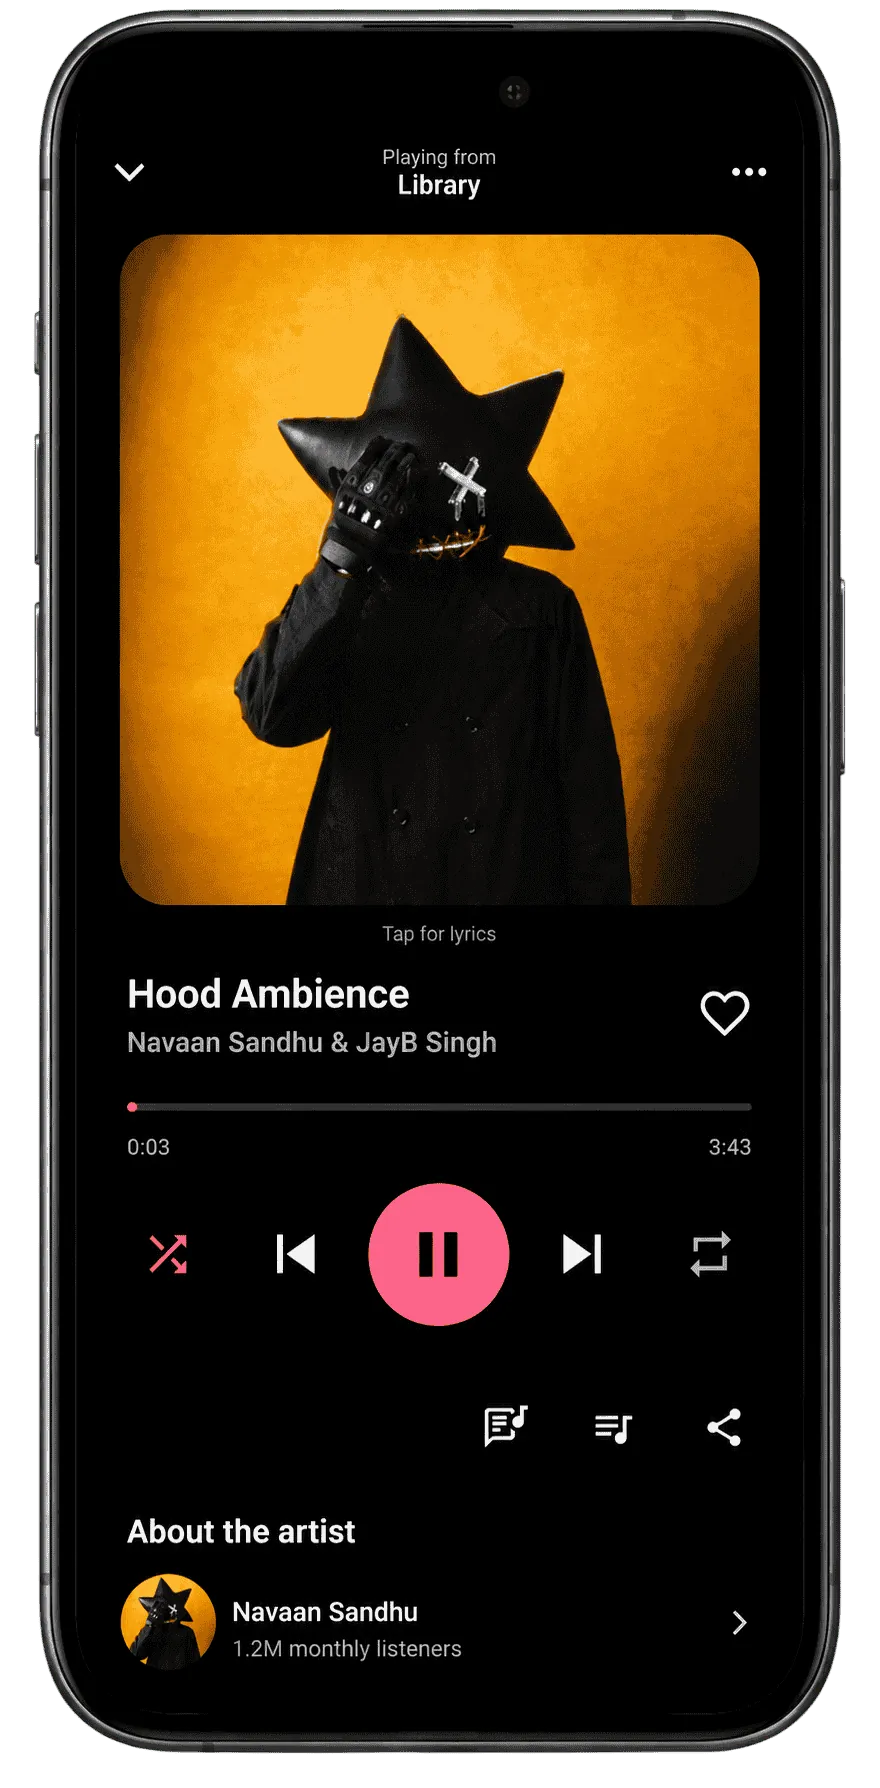 Playing from
Library
Tap for lyrics
Hood Ambience
Navaan Sandhu & JayB Singh
0:03
3:43
About the artist
Navaan Sandhu
1.2M monthly listeners